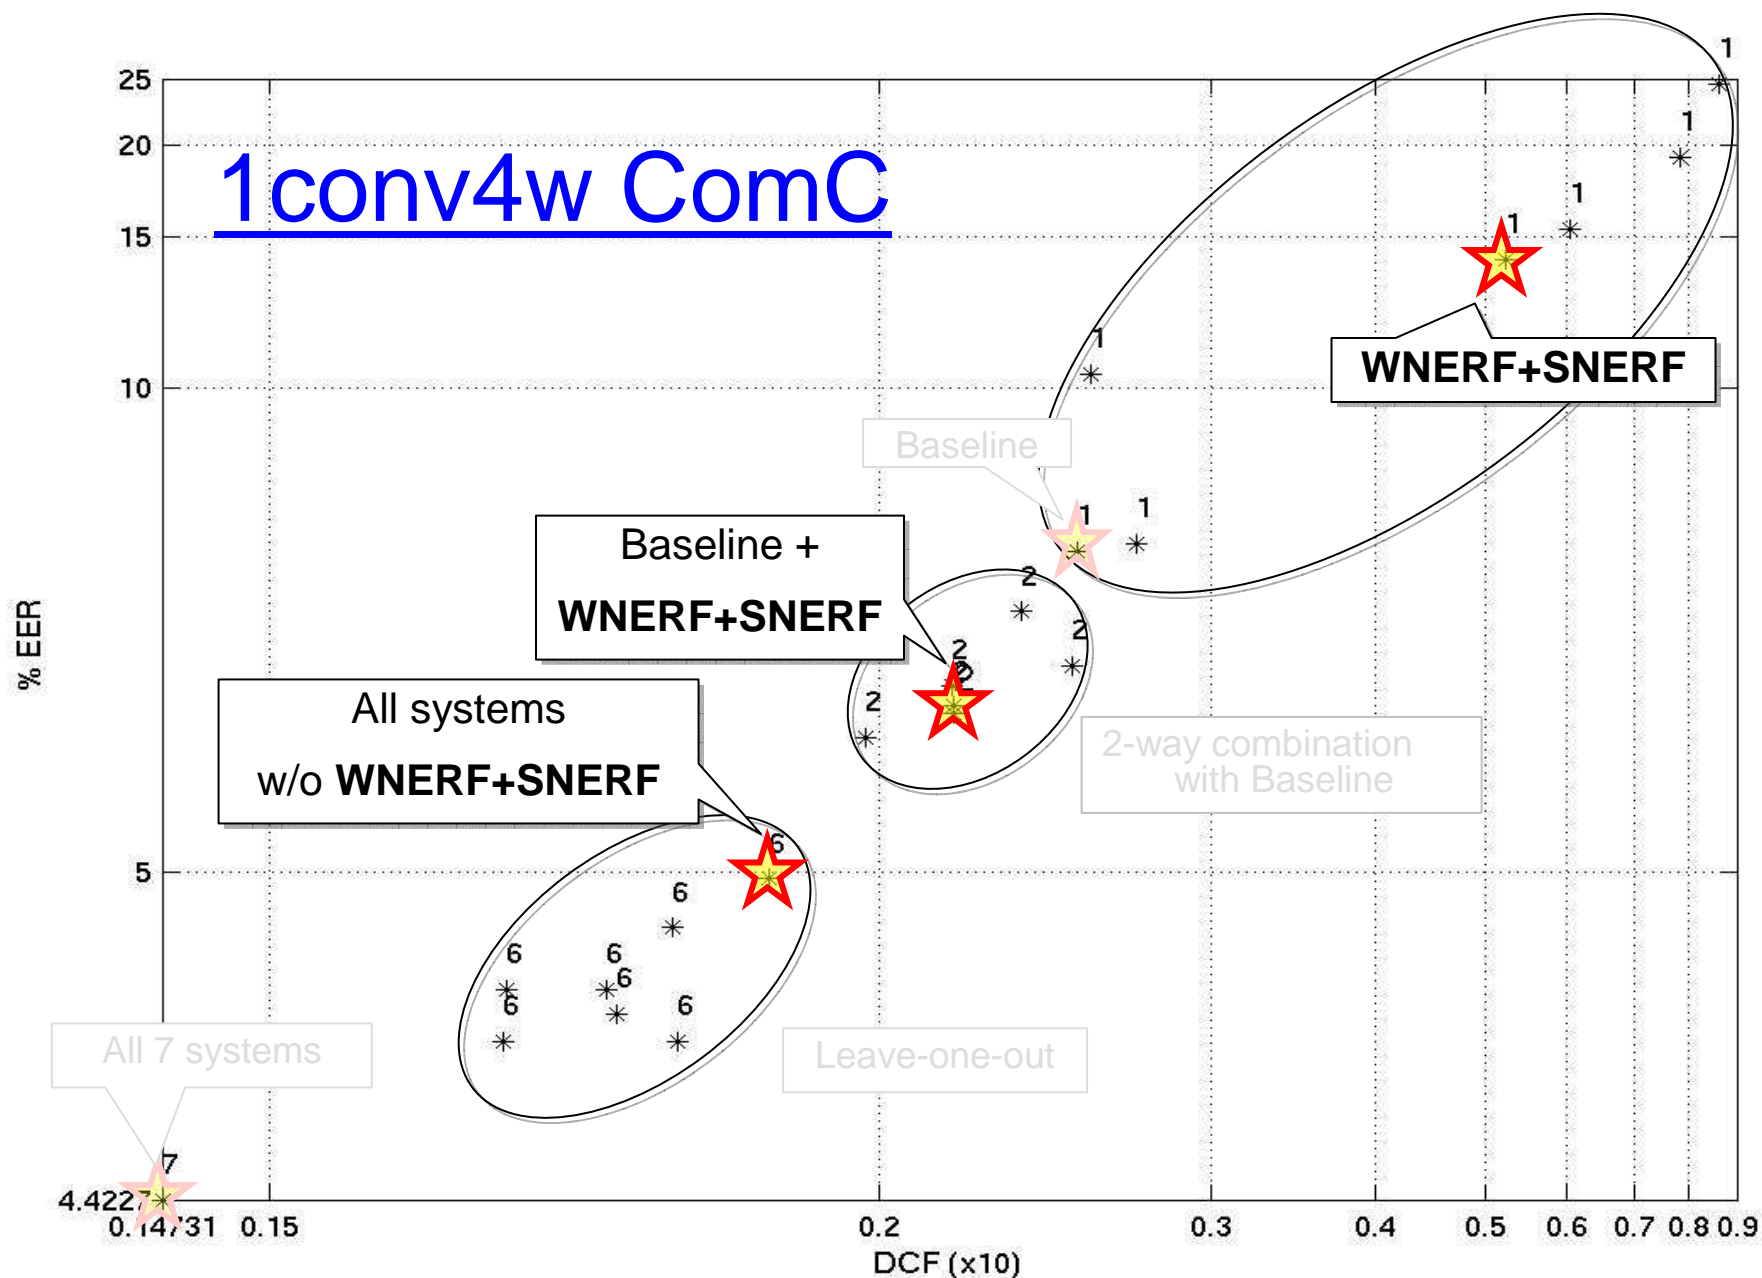 1
25
1
20
1conv4w ComC
1
15
1
1
WNERF+SNERF
10
Baseline
1
1
Baseline +
WNERF+SNERF
2
2
2
2
All systems
w/o WNERF+SNERF
2-way combination
with Baseline
6
5
6
6
6
6
6
6
% EER
All 7 systems
Leave-one-out
7
4.4227
0.14731 0.15 0.2 0.3 0.4 0.5 0.6 0.7 0.8 0.9
DCF (x10)